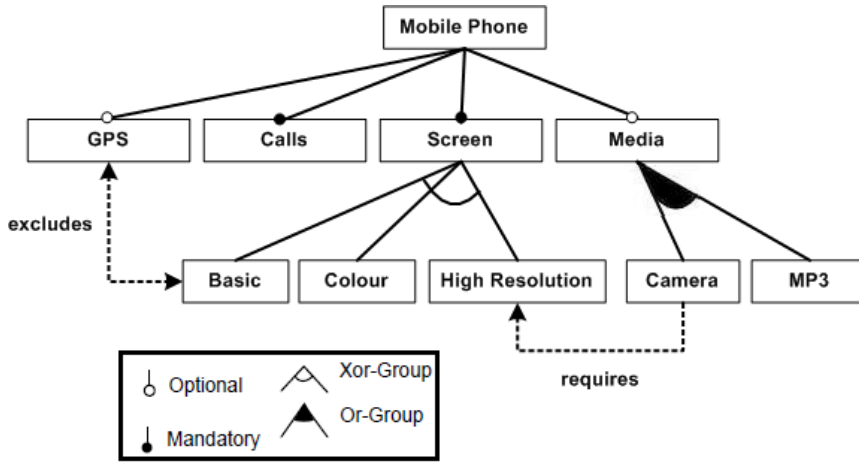 Mobile Phone
GPS
Calls
Screen
Media
excludes
Basic
Colour
High Resolution
Camera
MP3
requires
Optional
Xor-Group
Mandatory
Or-Group